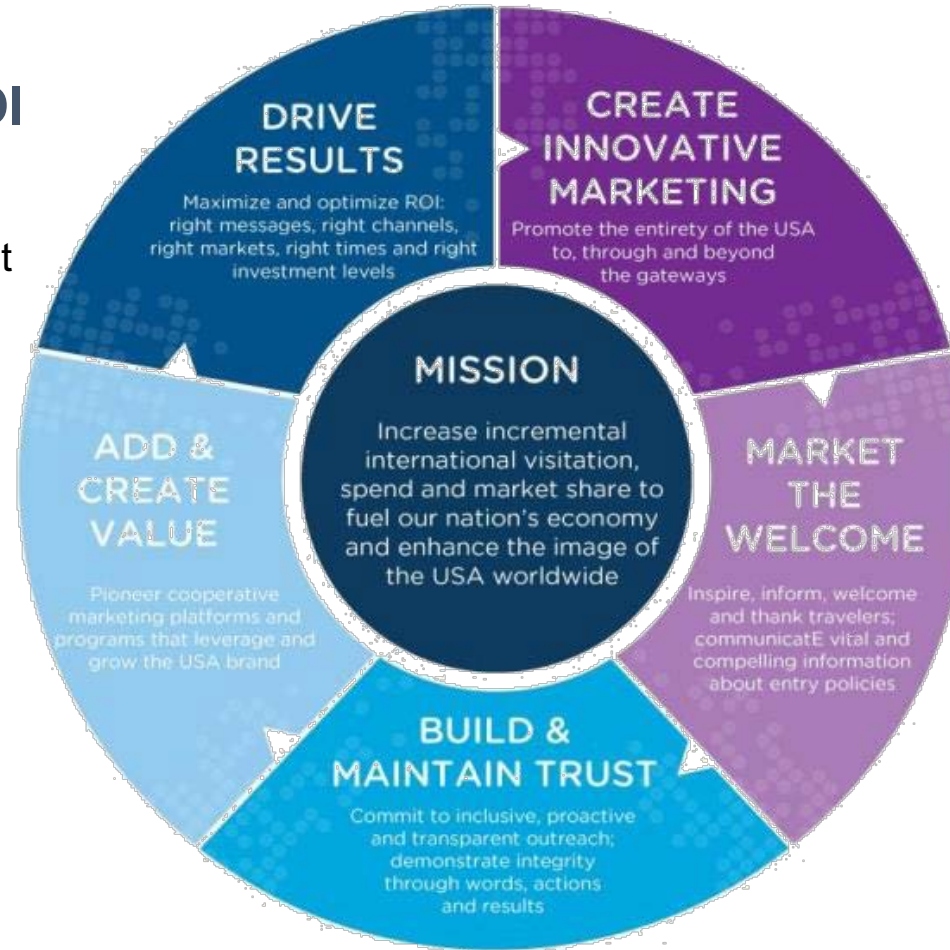 OI
t
DRIVE
RESULTS
Maximize and optimize ROI:
right messages, right channels,
right markets, right times and right
investment levels
CREATE
INNOVATIVE
MARKETING
Promote the entirety of the USA
to, through and beyond
the gateways
MISSION
Increase incremental
international visitation,
spend and market share to
fuel our nation's economy
and enhance the image of
the USA worldwide
ADD &
CREATE
VALUE
Pioneer cooperative
marketing platforms and
programs that leverage and
grow the USA brand
MARKET
THE
WELCOME
Inspire, inform, welcome
and thank travelers;
communicatE vital and
compelling information
about entry policies
BUILD &
MAINTAIN TRUST
Commit to inclusive, proactive
and transparent outreach;
demonstrate integrity
through words, actions
and results